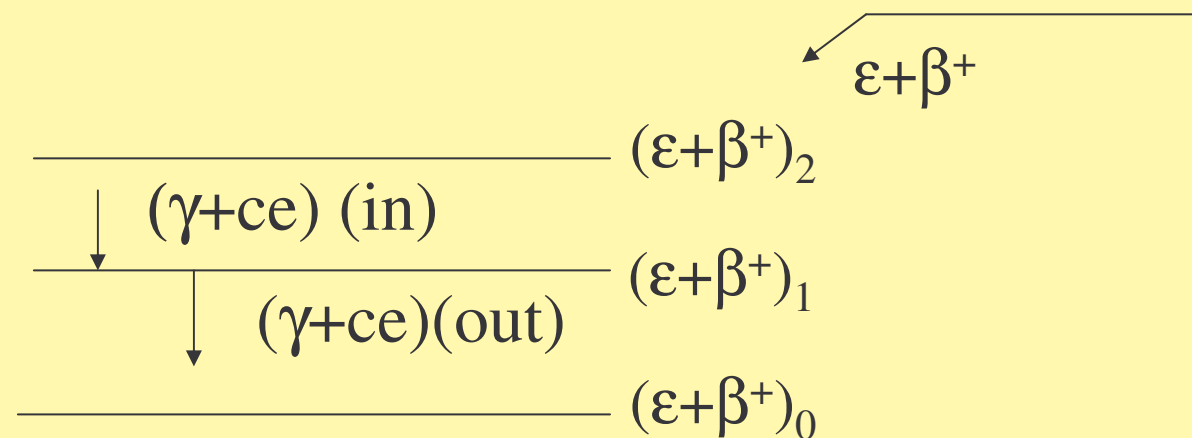 ε+β⁺
(ε+β⁺)₂
(γ+ce) (in)
(ε+β⁺)₁
(γ+ce)(out)
(ε+β⁺)₀